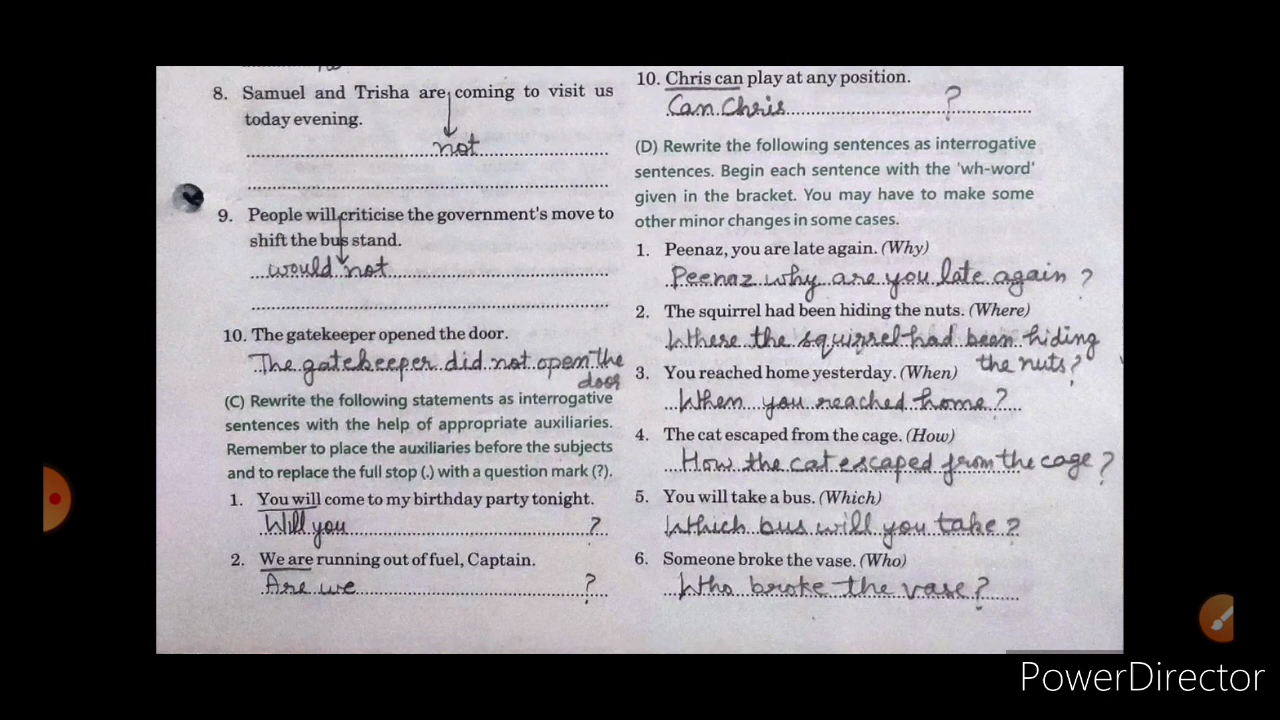 8. Samuel and Trisha are coming to visit us
today evening.
not
9. People will criticise the government's move to
shift the bus stand.
would not
10. The gatekeeper opened the door.
The gatekeeper did not open the
door
(C) Rewrite the following statements as interrogative
sentences with the help of appropriate auxiliaries.
Remember to place the auxiliaries before the subjects
and to replace the full stop (.) with a question mark (?).
1. You will come to my birthday party tonight.
Will you ?
2. We are running out of fuel, Captain.
Are we ?
10. Chris can play at any position.
Can Chris ?
(D) Rewrite the following sentences as interrogative
sentences. Begin each sentence with the 'wh-word'
given in the bracket. You may have to make some
other minor changes in some cases.
1. Peenaz, you are late again. (Why)
Peenaz why are you late again ?
2. The squirrel had been hiding the nuts. (Where)
Where the squirrel had been hiding
the nuts?
3. You reached home yesterday. (When)
When you reached home?
4. The cat escaped from the cage. (How)
How the cat escaped from the cage ?
5. You will take a bus. (Which)
Which bus will you take?
6. Someone broke the vase. (Who)
Who broke the vase?
PowerDirector